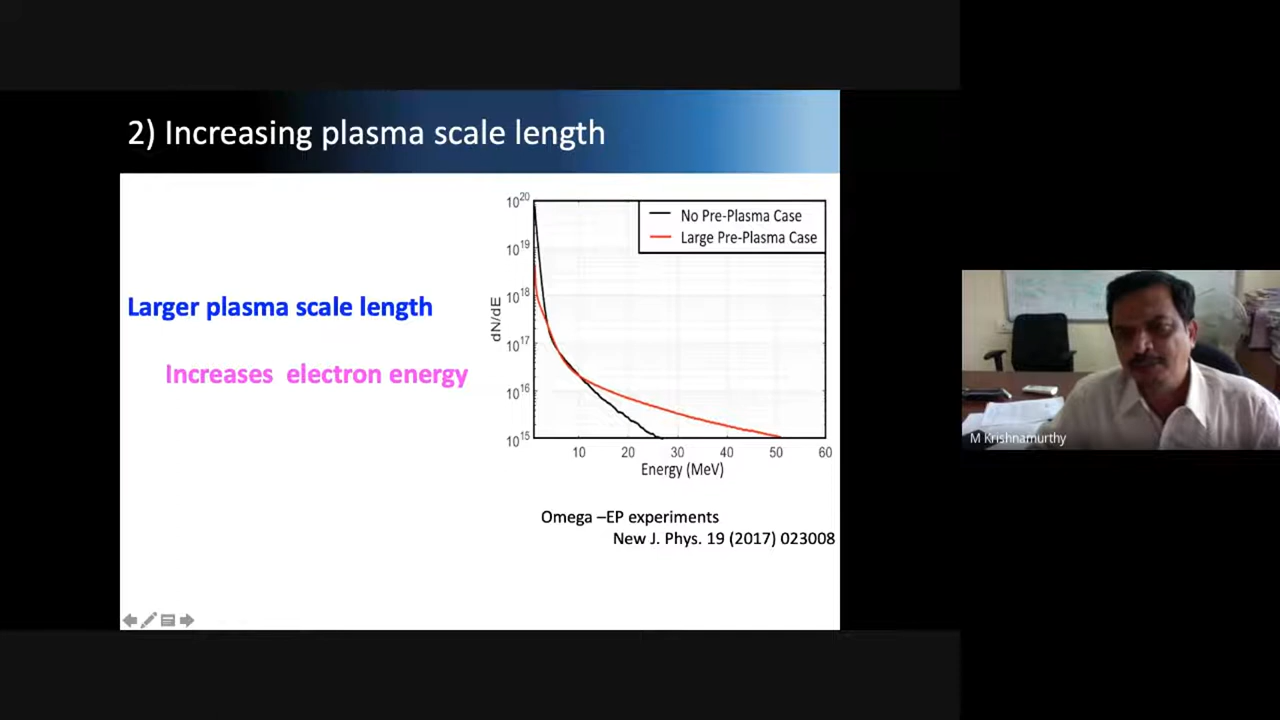 2) Increasing plasma scale length
Larger plasma scale length
Increases electron energy
10^20
10^19
10^18
10^17
10^16
10^15
dN/dE
No Pre-Plasma Case
Large Pre-Plasma Case
10 20 30 40 50 60
Energy (MeV)
Omega –EP experiments
New J. Phys. 19 (2017) 023008
M Krishnamurthy